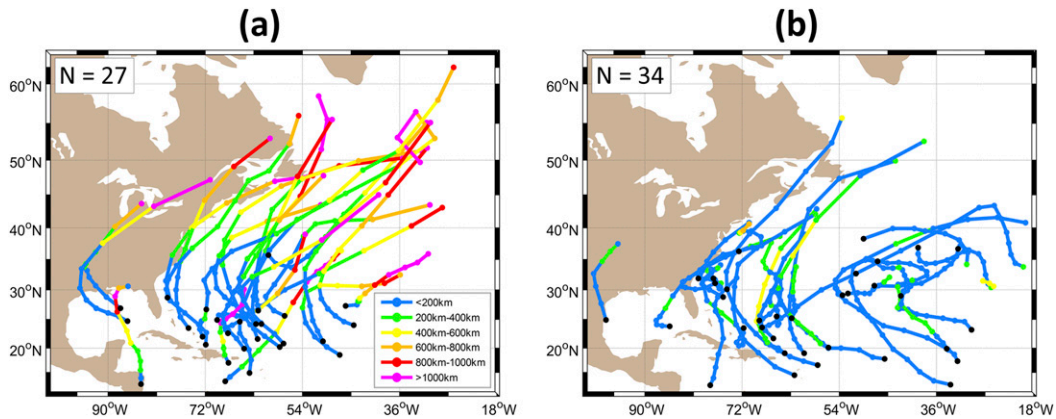 (a)
(b)
N = 27
60°N
50°N
40°N
30°N
20°N
90°W
72°W
54°W
36°W
18°W
<200km
200km-400km
400km-600km
600km-800km
800km-1000km
>1000km
N = 34
60°N
50°N
40°N
30°N
20°N
90°W
72°W
54°W
36°W
18°W